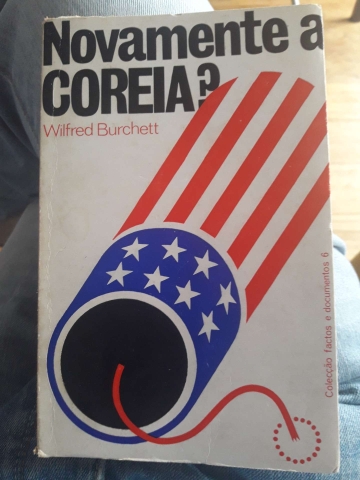 Novamente a
COREIA?
Wilfred Burchett
Colecção factos e documentos 6